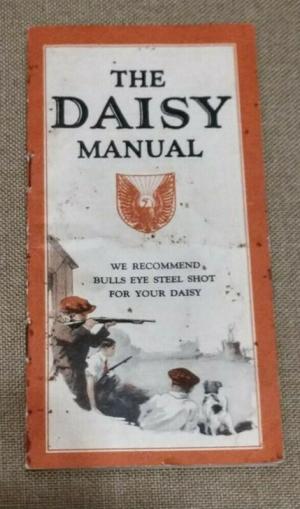 THE
DAISY
MANUAL
WE RECOMMEND
BULLS EYE STEEL SHOT
FOR YOUR DAISY